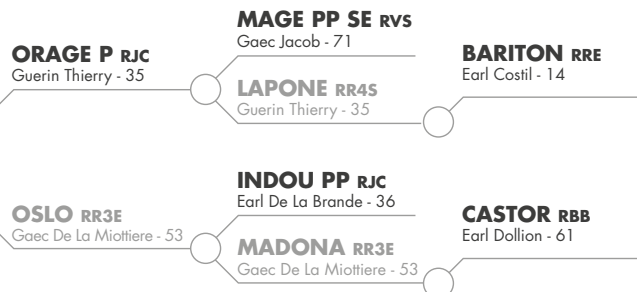 ORAGE P RJC
Guerin Thierry - 35
MAGE PP SE RVS
Gaec Jacob - 71
LAPONE RR4S
Guerin Thierry - 35
BARITON RRE
Earl Costil - 14
OSLO RR3E
Gaec De La Miottiere - 53
INDOU PP RJC
Earl De La Brande - 36
MADONA RR3E
Gaec De La Miottiere - 53
CASTOR RBB
Earl Dollion - 61